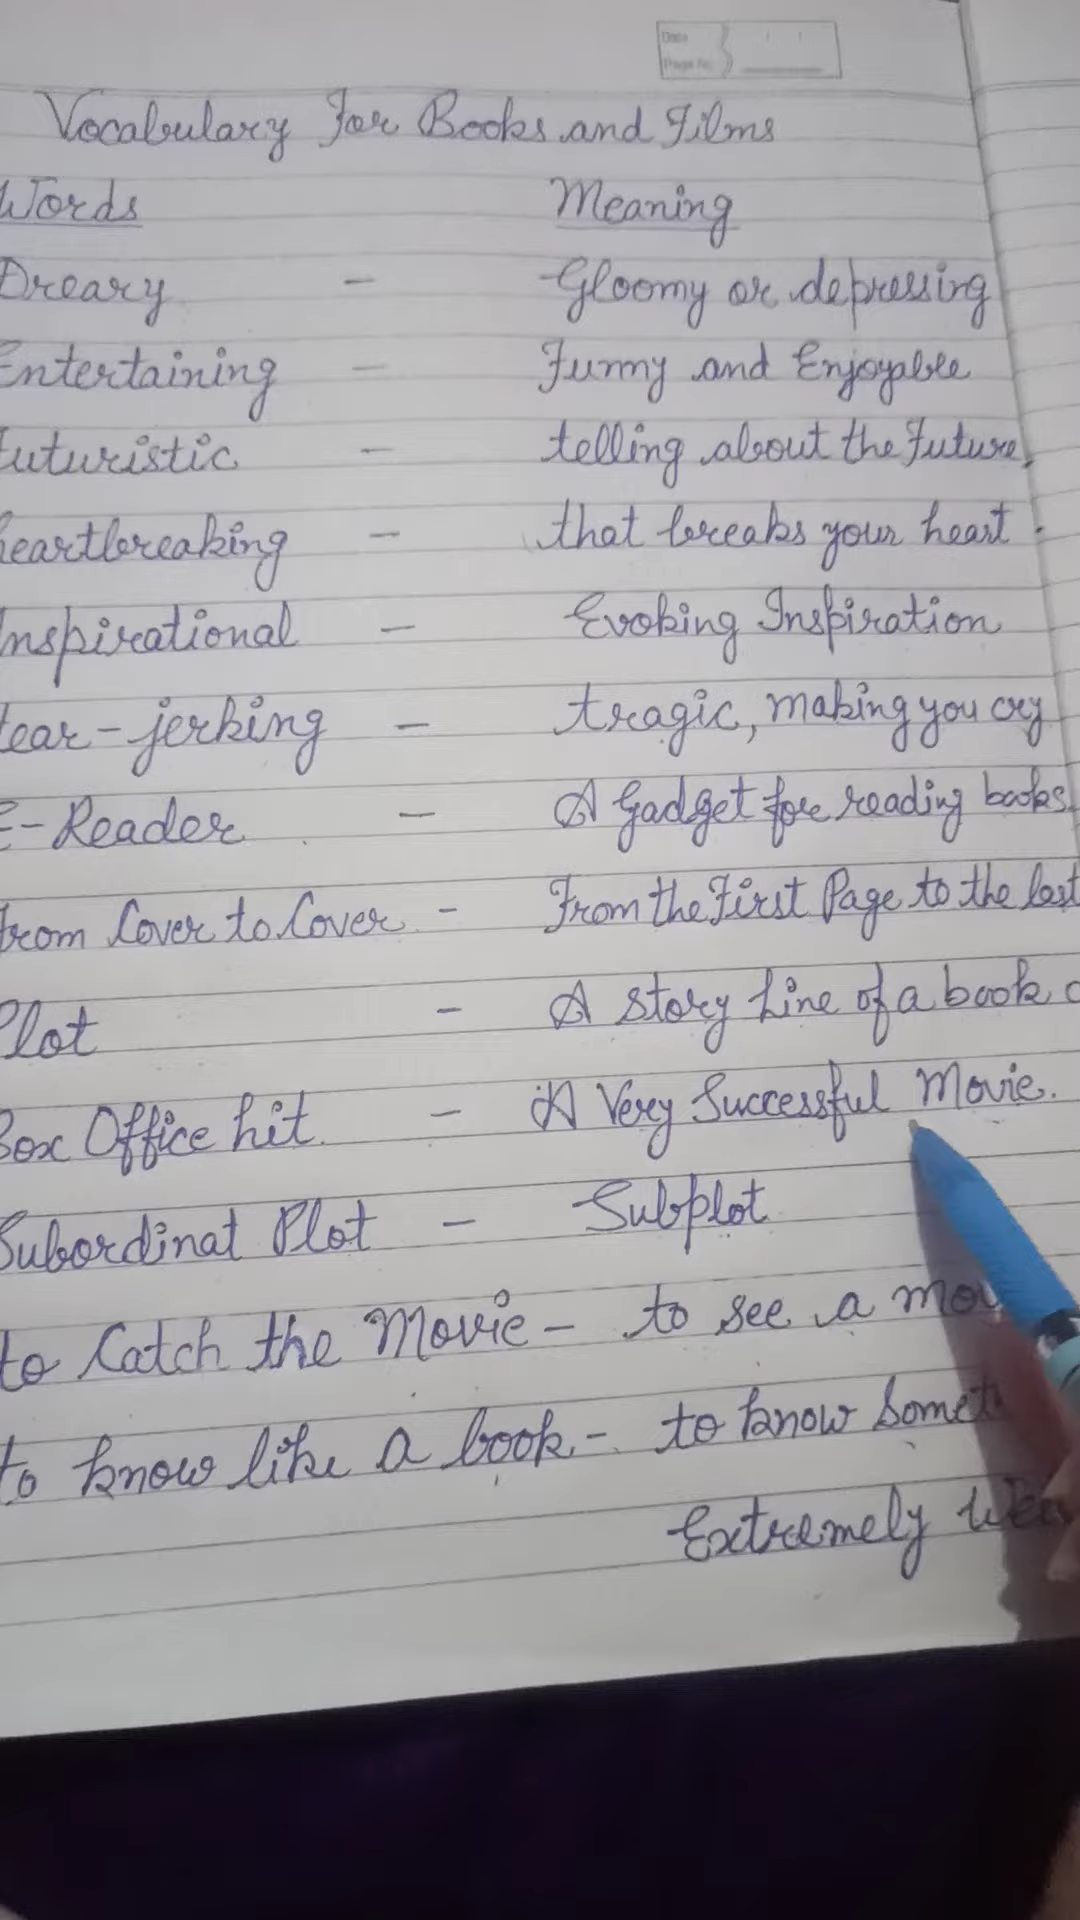 Date
Page No.
Vocabulary For Books and Films
Words Meaning
Dreary - Gloomy or depressing
Entertaining - Funny and Enjoyable
Futuristic - telling about the Future.
heartbreaking - that breaks your heart.
Inspirational - Evoking Inspiration
tear-jerking - tragic, making you cry
E-Reader - A Gadget for reading books.
From Cover to Cover - From the First Page to the last
Plot - A story Line of a book
Box Office hit. - A Very Successful Movie.
Subordinat Plot - Subplot
to Catch the Movie - to see a
to know like a book - to know
Extremely